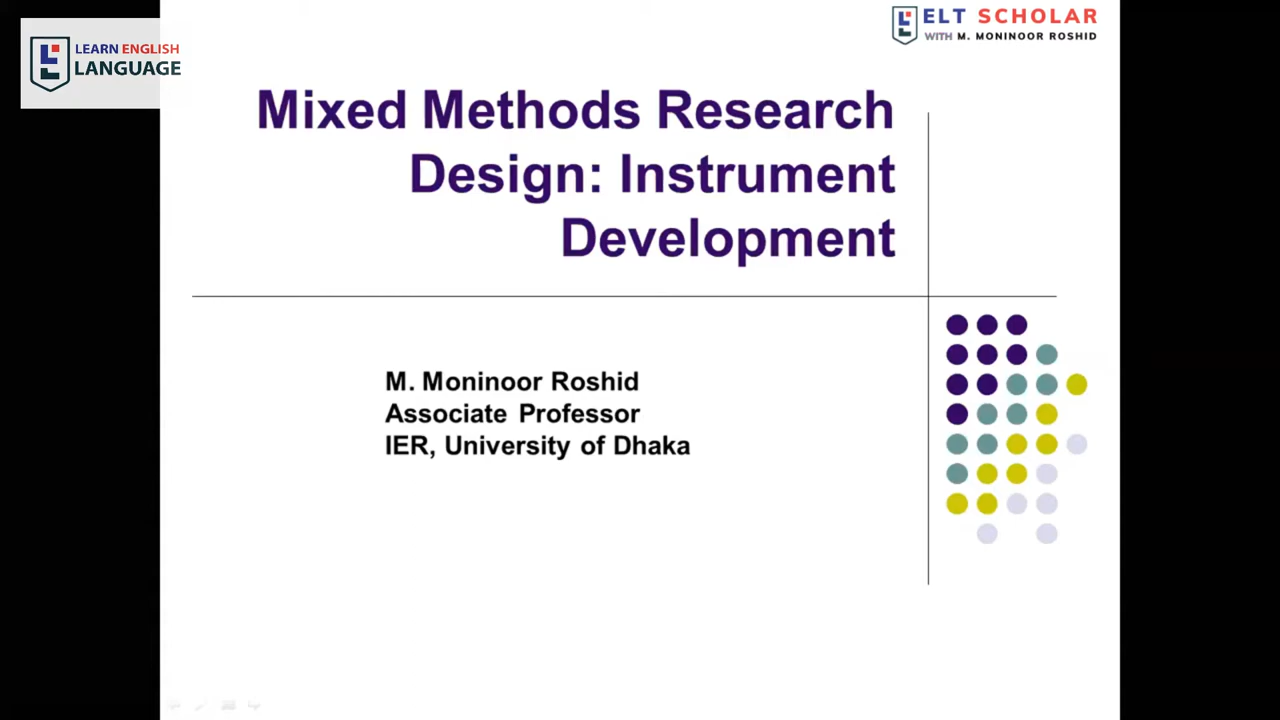 LEARN ENGLISH
LANGUAGE
ELT SCHOLAR
WITH M. MONINOOR ROSHID
Mixed Methods Research
Design: Instrument
Development
M. Moninoor Roshid
Associate Professor
IER, University of Dhaka